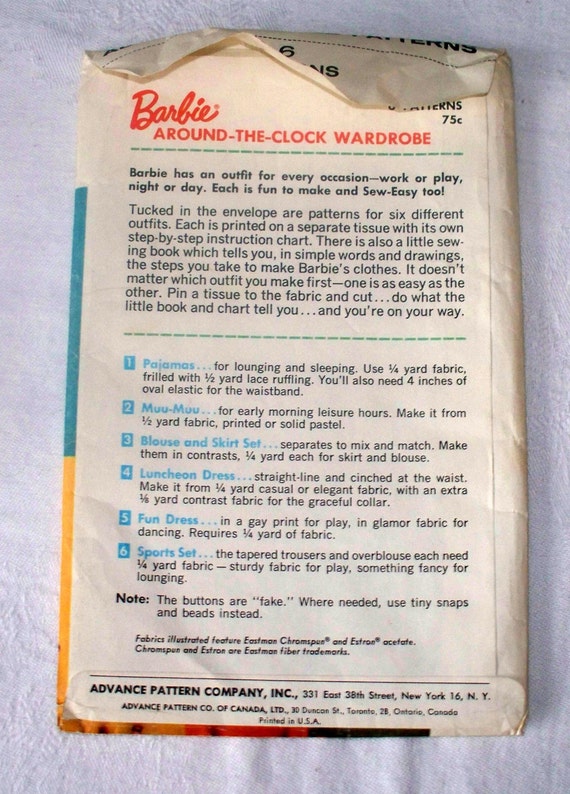 PATTERNS
6
NS
PATTERNS
75c
Barbie®
AROUND-THE-CLOCK WARDROBE
Barbie has an outfit for every occasion—work or play,
night or day. Each is fun to make and Sew-Easy too!
Tucked in the envelope are patterns for six different
outfits. Each is printed on a separate tissue with its own
step-by-step instruction chart. There is also a little sew-
ing book which tells you, in simple words and drawings,
the steps you take to make Barbie's clothes. It doesn't
matter which outfit you make first—one is as easy as the
other. Pin a tissue to the fabric and cut...do what the
little book and chart tell you...and you're on your way.
1 Pajamas...for lounging and sleeping. Use ¼ yard fabric,
frilled with ½ yard lace ruffling. You'll also need 4 inches of
oval elastic for the waistband.
2 Muu-Muu...for early morning leisure hours. Make it from
½ yard fabric, printed or solid pastel.
3 Blouse and Skirt Set...separates to mix and match. Make
them in contrasts, ¼ yard each for skirt and blouse.
4 Luncheon Dress...straight-line and cinched at the waist.
Make it from ¼ yard casual or elegant fabric, with an extra
⅛ yard contrast fabric for the graceful collar.
5 Fun Dress...in a gay print for play, in glamor fabric for
dancing. Requires ¼ yard of fabric.
6 Sports Set...the tapered trousers and overblouse each need
¼ yard fabric—sturdy fabric for play, something fancy for
lounging.
Note: The buttons are "fake." Where needed, use tiny snaps
and beads instead.
Fabrics illustrated feature Eastman Chromspun® and Estron® acetate.
Chromspun and Estron are Eastman fiber trademarks.
ADVANCE PATTERN COMPANY, INC., 331 East 38th Street, New York 16, N. Y.
ADVANCE PATTERN CO. OF CANADA, LTD., 30 Duncan St., Toronto, 2B, Ontario, Canada
Printed in U.S.A.